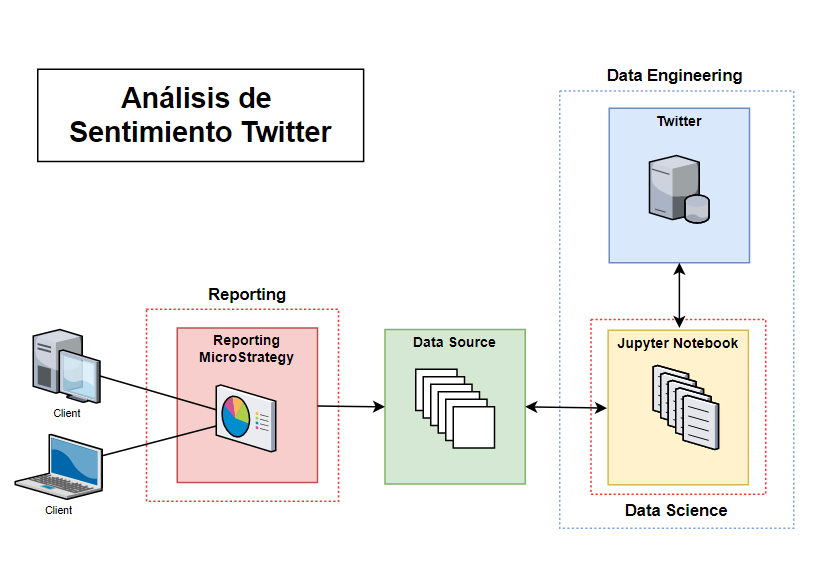 Análisis de
Sentimiento Twitter
Data Engineering
Twitter
Reporting
Reporting
MicroStrategy
Data Source
Jupyter Notebook
Client
Client
Data Science